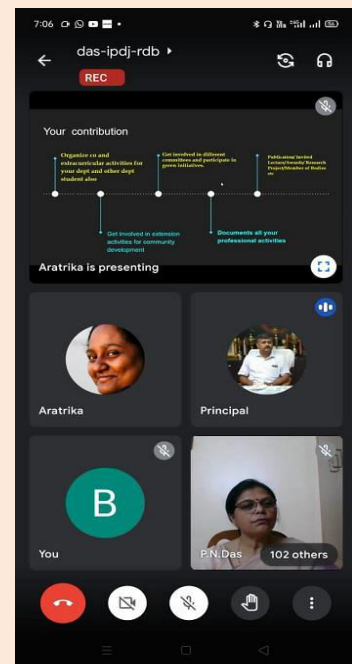 7:06
das-ipdj-rdb
REC
Your contribution
Organize co and
extracurricular activities for
your dept and other dept
student also
Get involved in different
committees and participate in
green initiatives.
Publication/ Invited
Lecture/Awards/ Research
Project/Member of Bodies
etc
Get involved in extension
activities for community
development
Documents all your
professional activities
Aratrika is presenting
Aratrika
Principal
B
You
P.N.Das
102 others